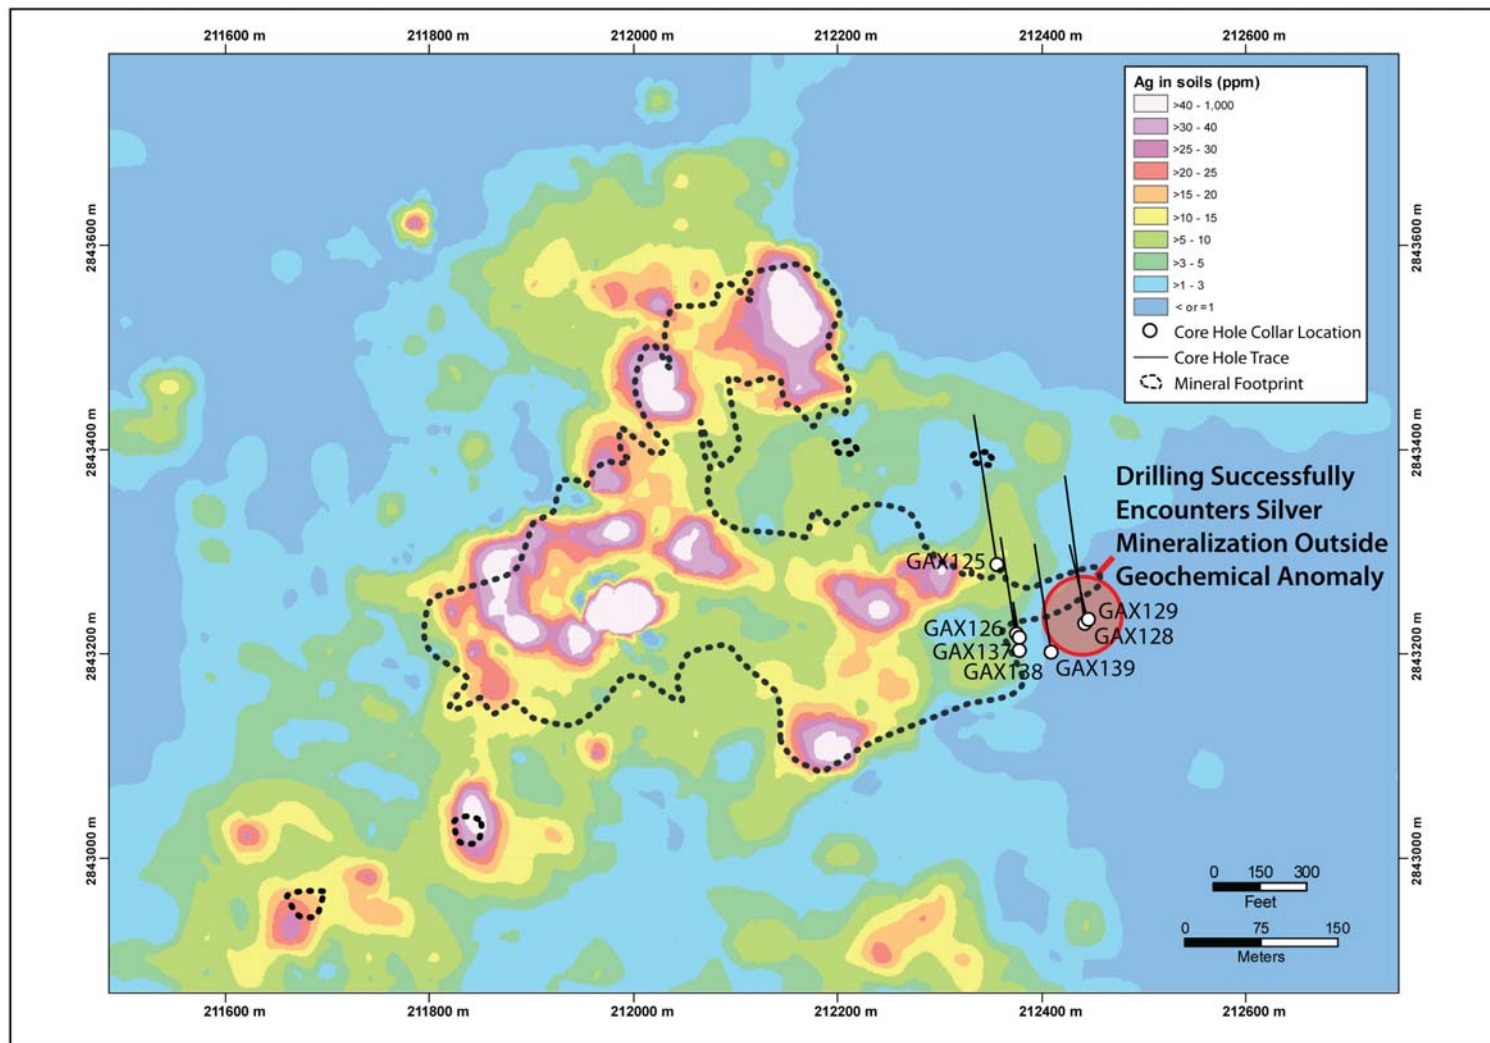 211600 m
211800 m
212000 m
212200 m
212400 m
212600 m
Ag in soils (ppm)
>40 - 1,000
>30 - 40
>25 - 30
>20 - 25
>15 - 20
>10 - 15
>5 - 10
>3 - 5
>1 - 3
< or =1
Core Hole Collar Location
Core Hole Trace
Mineral Footprint
2843600 m
2843600 m
2843400 m
2843400 m
Drilling Successfully
Encounters Silver
Mineralization Outside
Geochemical Anomaly
GAX125
GAX129
GAX126
GAX128
GAX137
GAX138
GAX139
2843200 m
2843200 m
2843000 m
2843000 m
0 150 300
Feet
0 75 150
Meters
211600 m
211800 m
212000 m
212200 m
212400 m
212600 m